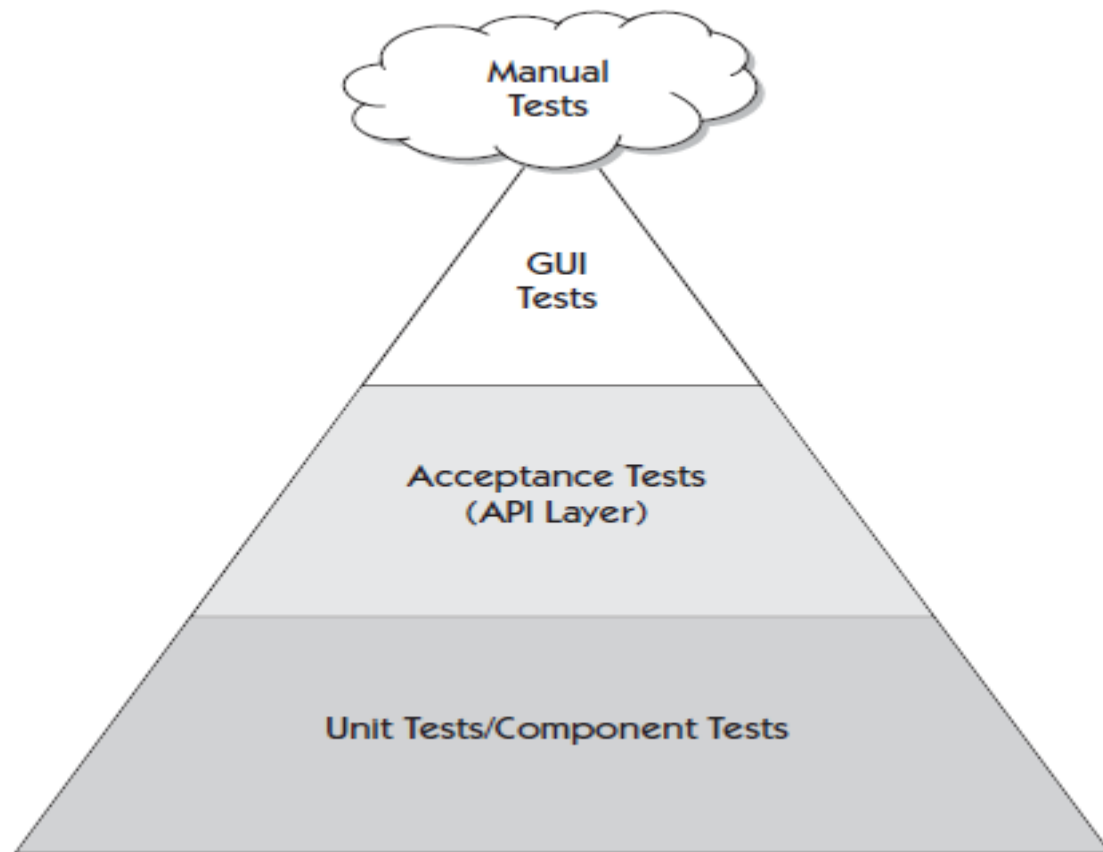 Manual
Tests
GUI
Tests
Acceptance Tests
(API Layer)
Unit Tests/Component Tests